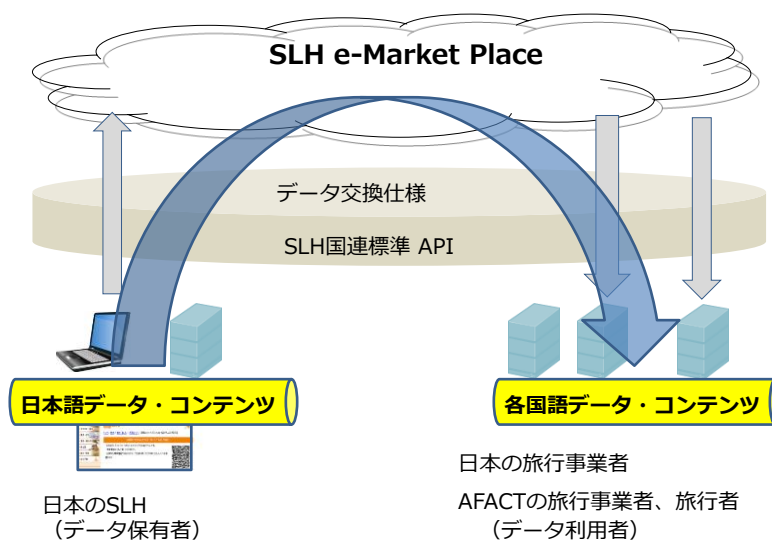 SLH e-Market Place
データ交換仕様
SLH国連標準 API
日本語データ・コンテンツ
各国語データ・コンテンツ
日本のSLH
（データ保有者）
日本の旅行事業者
AFACTの旅行事業者、旅行者
（データ利用者）